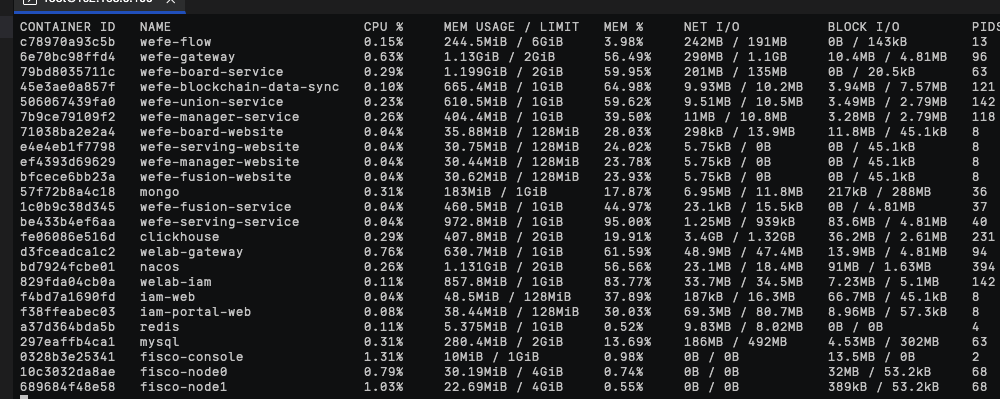 CONTAINER ID NAME CPU % MEM USAGE / LIMIT MEM % NET I/O BLOCK I/O PIDS
c78970a93c5b wefe-flow 0.15% 244.5MiB / 6GiB 3.98% 242MB / 191MB 0B / 143kB 13
6e70bc98ffd4 wefe-gateway 0.63% 1.13GiB / 2GiB 56.49% 290MB / 1.1GB 10.4MB / 4.81MB 96
79bd8035711c wefe-board-service 0.29% 1.199GiB / 2GiB 59.95% 201MB / 135MB 0B / 20.5kB 63
45e3ae0a857f wefe-blockchain-data-sync 0.10% 665.4MiB / 1GiB 64.98% 9.93MB / 10.2MB 3.94MB / 7.57MB 121
506067439fa0 wefe-union-service 0.23% 610.5MiB / 1GiB 59.62% 9.51MB / 10.5MB 3.49MB / 2.79MB 142
7b9ce79109f2 wefe-manager-service 0.26% 404.4MiB / 1GiB 39.50% 11MB / 10.8MB 3.28MB / 2.79MB 118
71038ba2e2a4 wefe-board-website 0.04% 35.88MiB / 128MiB 28.03% 298kB / 13.9MB 11.8MB / 45.1kB 8
e4e4eb1f7798 wefe-serving-website 0.04% 30.75MiB / 128MiB 24.02% 5.75kB / 0B 0B / 45.1kB 8
ef4393d69629 wefe-manager-website 0.04% 30.44MiB / 128MiB 23.78% 5.75kB / 0B 0B / 45.1kB 8
bfcece6bb23a wefe-fusion-website 0.04% 30.62MiB / 128MiB 23.93% 5.75kB / 0B 0B / 45.1kB 8
57f72b8a4c18 mongo 0.31% 183MiB / 1GiB 17.87% 6.95MB / 11.8MB 217kB / 288MB 36
1c0b9c38d345 wefe-fusion-service 0.22% 460.5MiB / 1GiB 44.97% 23.1kB / 15.5kB 0B / 4.81MB 37
be433b4ef6aa wefe-serving-service 0.22% 972.8MiB / 1GiB 95.00% 1.25MB / 939kB 83.6MB / 4.81MB 40
fe06086e516d clickhouse 0.29% 407.8MiB / 2GiB 19.91% 3.4GB / 1.32GB 36.2MB / 2.61MB 231
d3fceadca1c2 welab-gateway 0.76% 630.7MiB / 1GiB 61.59% 48.9MB / 47.4MB 13.9MB / 4.81MB 94
bd7924fcbe01 nacos 0.26% 1.131GiB / 2GiB 56.56% 23.1MB / 18.4MB 91MB / 1.63MB 394
829fda04cb0a welab-iam 0.11% 857.8MiB / 1GiB 83.77% 33.7MB / 34.5MB 7.23MB / 5.1MB 142
f4bd7a1690fd iam-web 0.04% 48.5MiB / 128MiB 37.89% 187kB / 16.3MB 66.7MB / 45.1kB 8
f38ffeabec03 iam-portal-web 0.08% 38.44MiB / 128MiB 30.03% 69.3MB / 80.7MB 8.96MB / 57.3kB 8
a37d364bda5b redis 0.11% 5.375MiB / 1GiB 0.52% 9.83MB / 8.02MB 0B / 0B 4
297eaffb4ca1 mysql 0.31% 280.4MiB / 2GiB 13.69% 186MB / 492MB 4.53MB / 302MB 63
0328b3e25341 fisco-console 1.31% 10MiB / 1GiB 0.98% 0B / 0B 13.5MB / 0B 2
10c3032da8ae fisco-node0 0.79% 30.19MiB / 4GiB 0.74% 0B / 0B 32MB / 53.2kB 68
689684f48e58 fisco-node1 1.03% 22.69MiB / 4GiB 0.55% 0B / 0B 389kB / 53.2kB 68